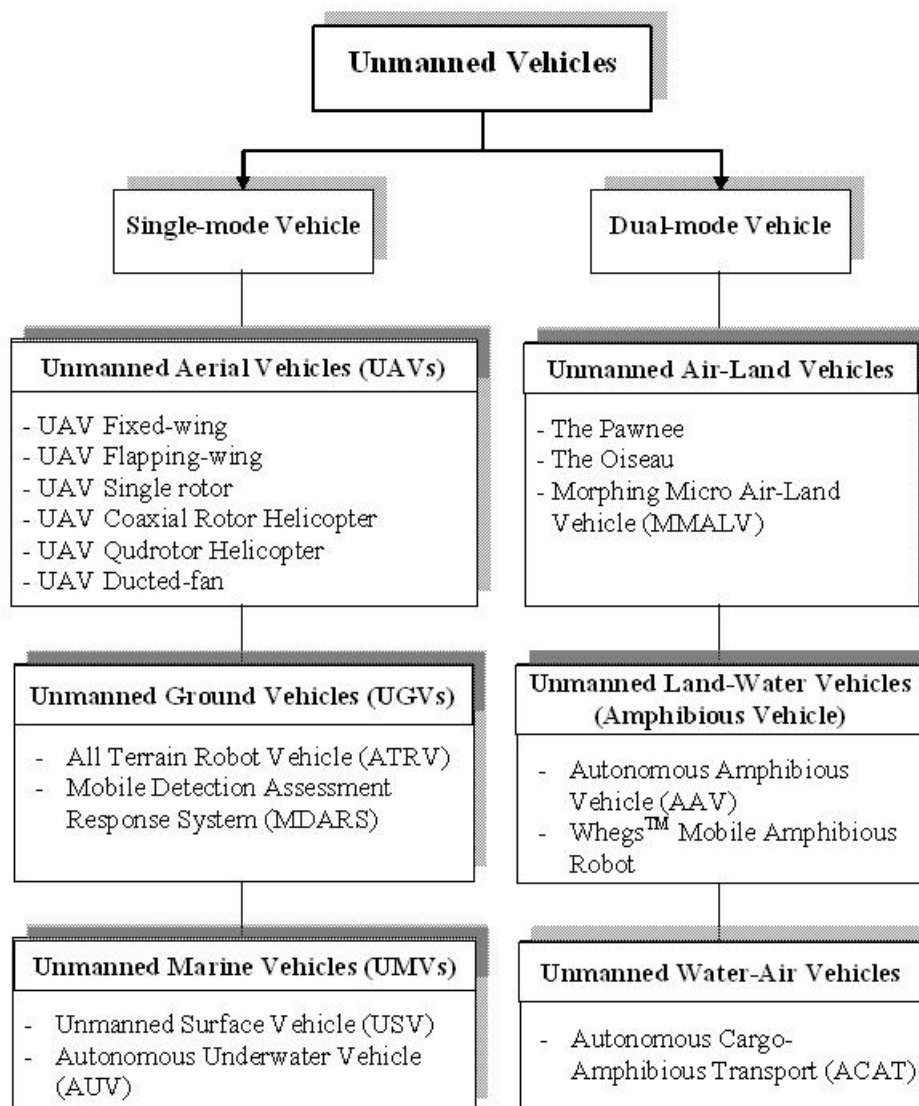 Unmanned Vehicles
Single-mode Vehicle
Dual-mode Vehicle
Unmanned Aerial Vehicles (UAVs)
- UAV Fixed-wing
- UAV Flapping-wing
- UAV Single rotor
- UAV Coaxial Rotor Helicopter
- UAV Qudrotor Helicopter
- UAV Ducted-fan
Unmanned Air-Land Vehicles
- The Pawnee
- The Oiseau
- Morphing Micro Air-Land
Vehicle (MMALV)
Unmanned Ground Vehicles (UGVs)
- All Terrain Robot Vehicle (ATRV)
- Mobile Detection Assessment
Response System (MDARS)
Unmanned Land-Water Vehicles
(Amphibious Vehicle)
- Autonomous Amphibious
Vehicle (AAV)
- Whegs™ Mobile Amphibious
Robot
Unmanned Marine Vehicles (UMVs)
- Unmanned Surface Vehicle (USV)
- Autonomous Underwater Vehicle
(AUV)
Unmanned Water-Air Vehicles
- Autonomous Cargo-
Amphibious Transport (ACAT)